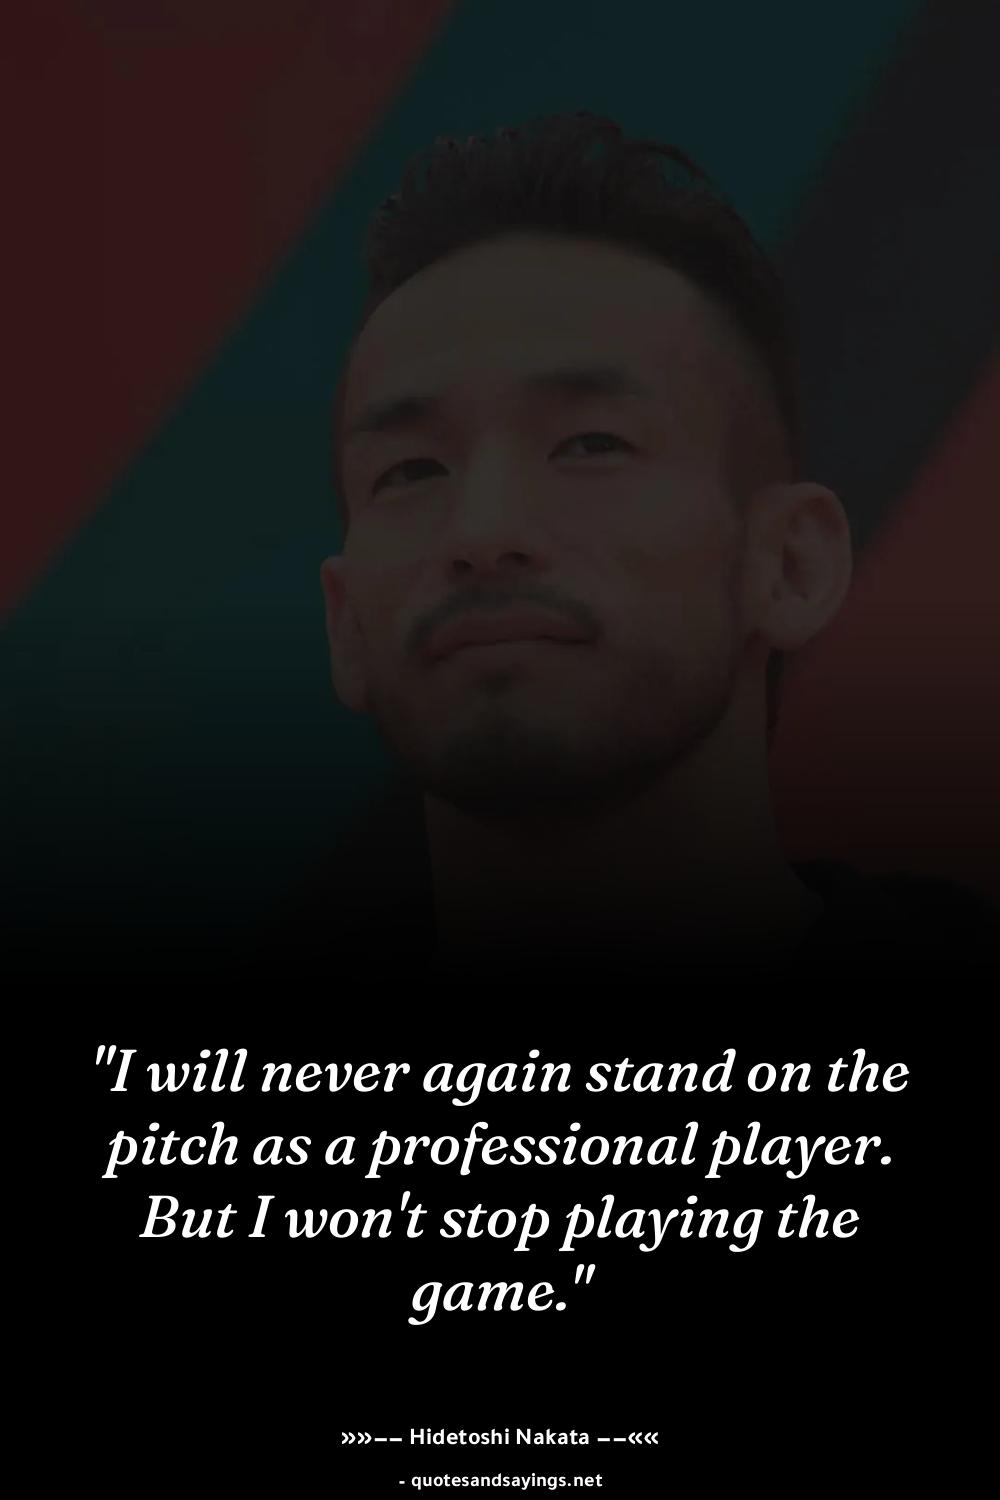 "I will never again stand on the
pitch as a professional player.
But I won't stop playing the
game."
»»−− Hidetoshi Nakata −−««
- quotesandsayings.net